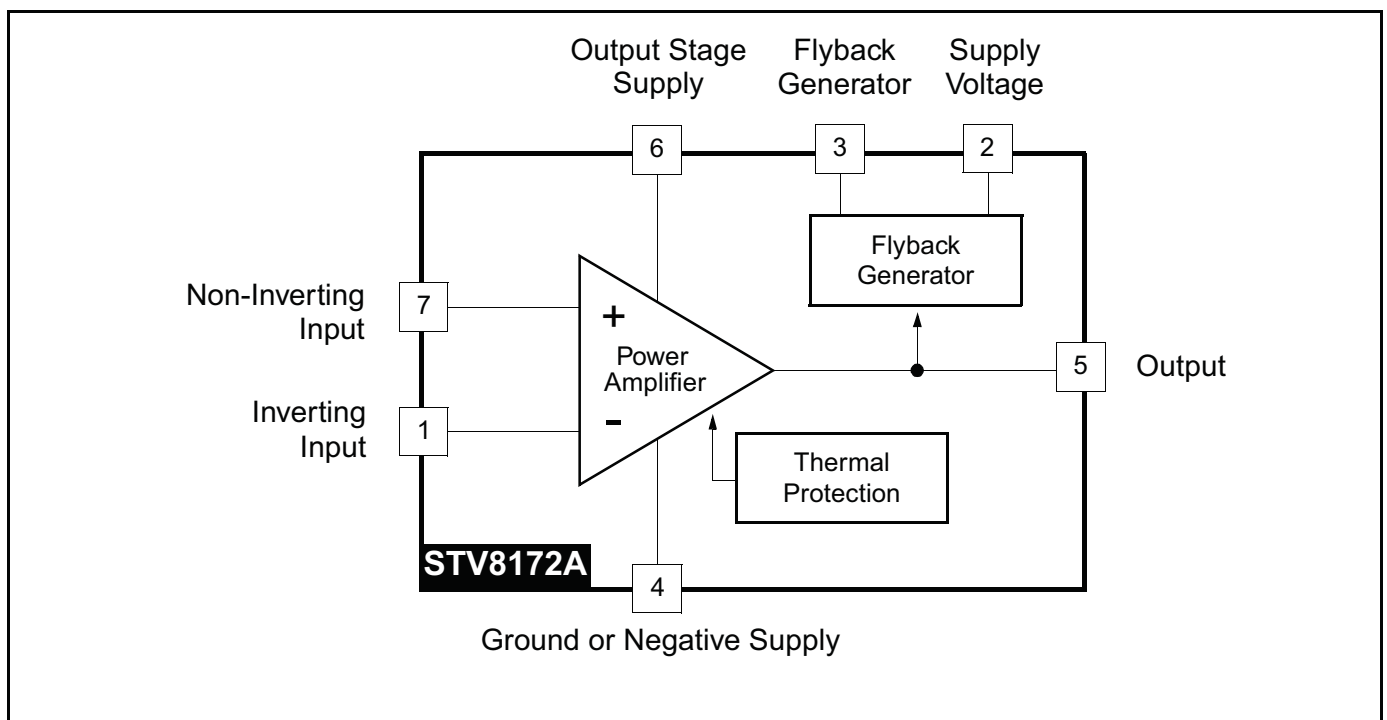 Output Stage
Supply
Flyback
Generator
Supply
Voltage
6
3
2
Flyback
Generator
Non-Inverting
Input
7
+
Power
Amplifier
5
Output
Inverting
Input
1
-
Thermal
Protection
STV8172A
4
Ground or Negative Supply